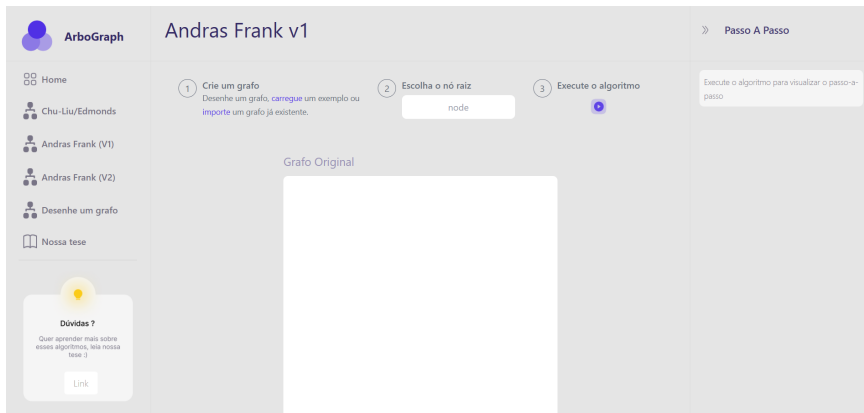 ArboGraph
Home
Chu-Liu/Edmonds
Andras Frank (V1)
Andras Frank (V2)
Desenhe um grafo
Nossa tese
Dúvidas ?
Quer aprender mais sobre
esses algoritmos, leia nossa
tese :)
Link
Andras Frank v1
1
Crie um grafo
Desenhe um grafo, carregue um exemplo ou
importe um grafo já existente.
2
Escolha o nó raiz
node
3
Execute o algoritmo
Grafo Original
Passo A Passo
Execute o algoritmo para visualizar o passo-a-
passo